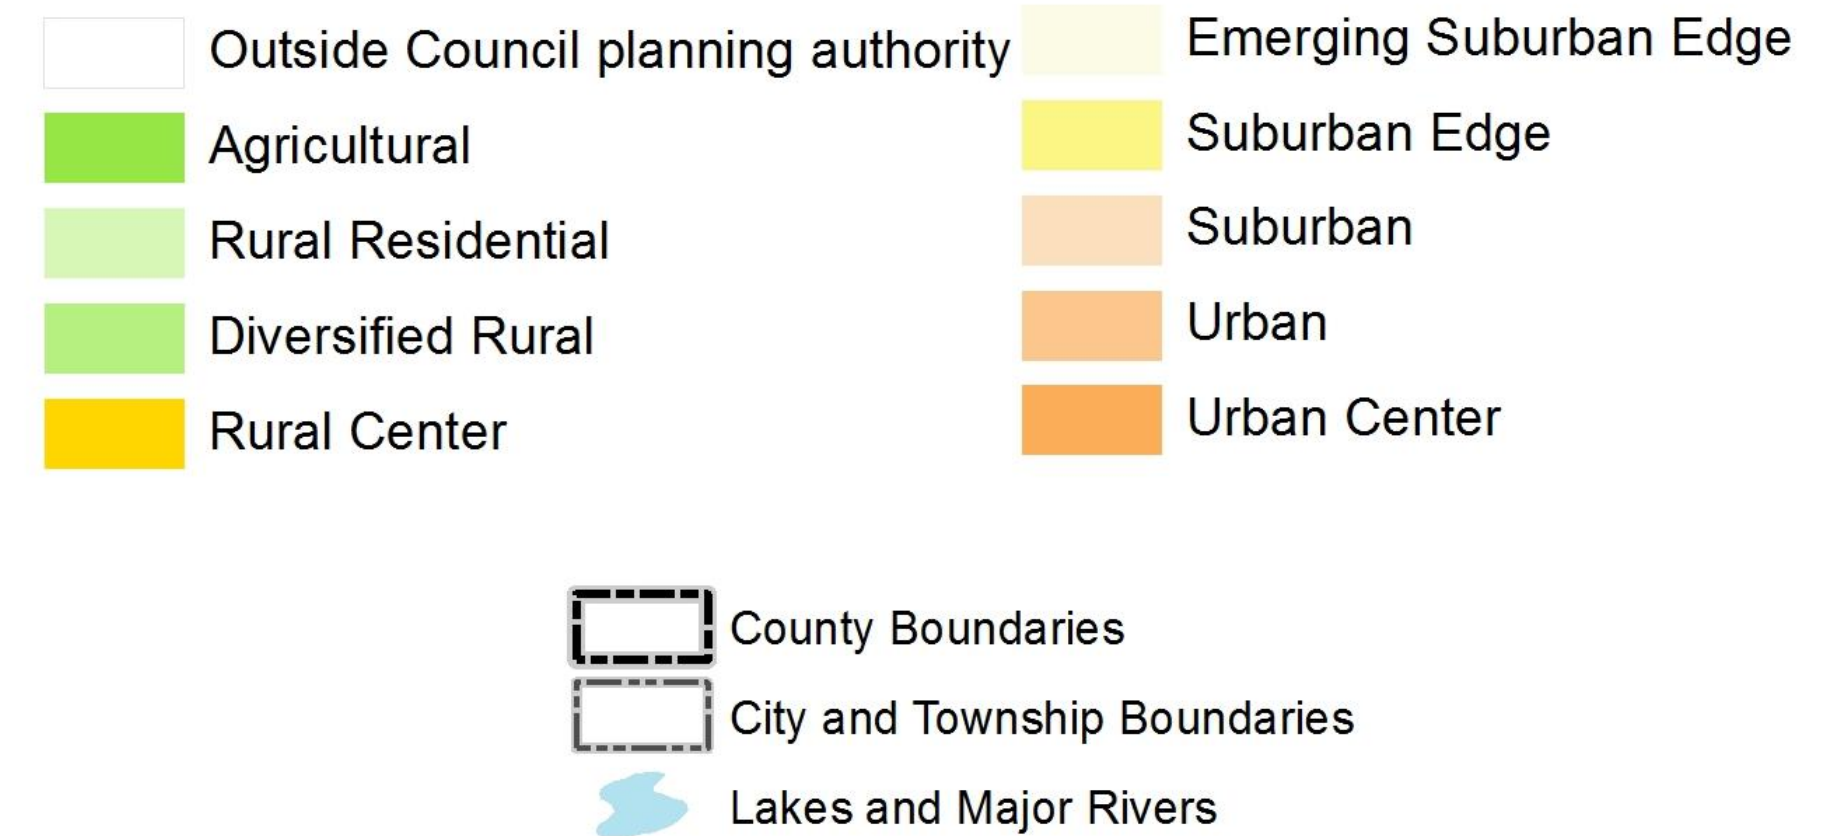 Outside Council planning authority
Agricultural
Rural Residential
Diversified Rural
Rural Center
Emerging Suburban Edge
Suburban Edge
Suburban
Urban
Urban Center
County Boundaries
City and Township Boundaries
Lakes and Major Rivers